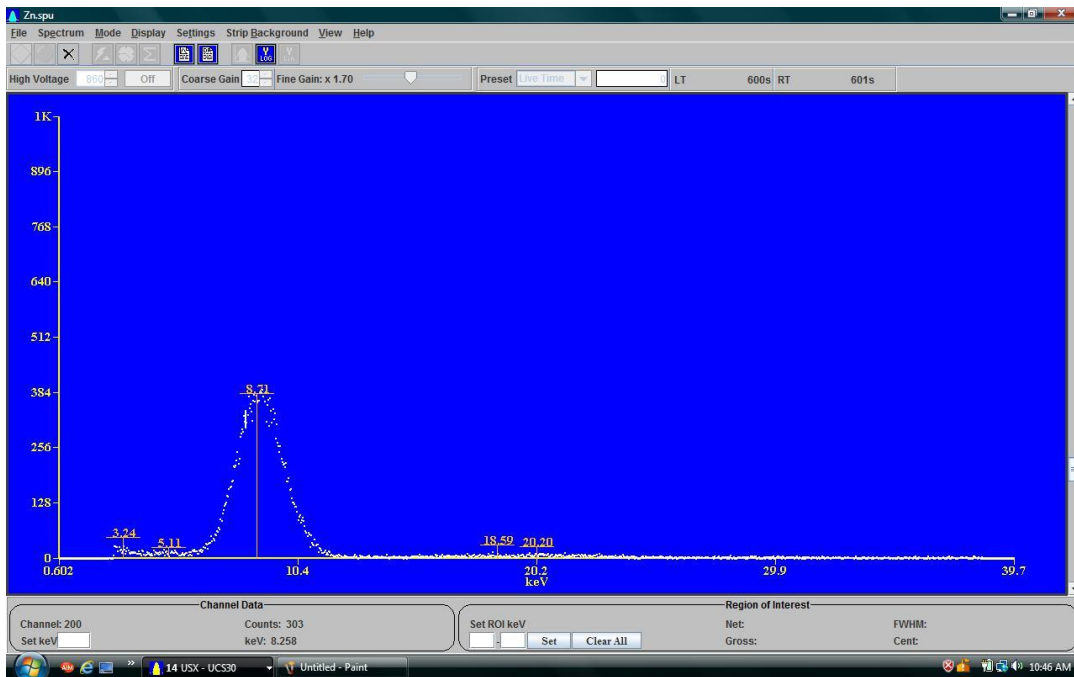 Zn.spu
File Spectrum Mode Display Settings Strip Background View Help
LOG
High Voltage 860 Off Coarse Gain 32 Fine Gain: x 1.70 Preset Live Time 0 LT 600s RT 601s
1K
896
768
640
512
384
256
128
0
8.71
3.24
5.11
18.59
20.20
0.602 10.4 20.2 29.9 39.7
keV
Channel Data
Channel: 200 Counts: 303
Set keV keV: 8.258
Region of Interest
Set ROI keV Net: FWHM:
- Set Clear All Gross: Cent:
14 USX - UCS30 Untitled - Paint 10:46 AM